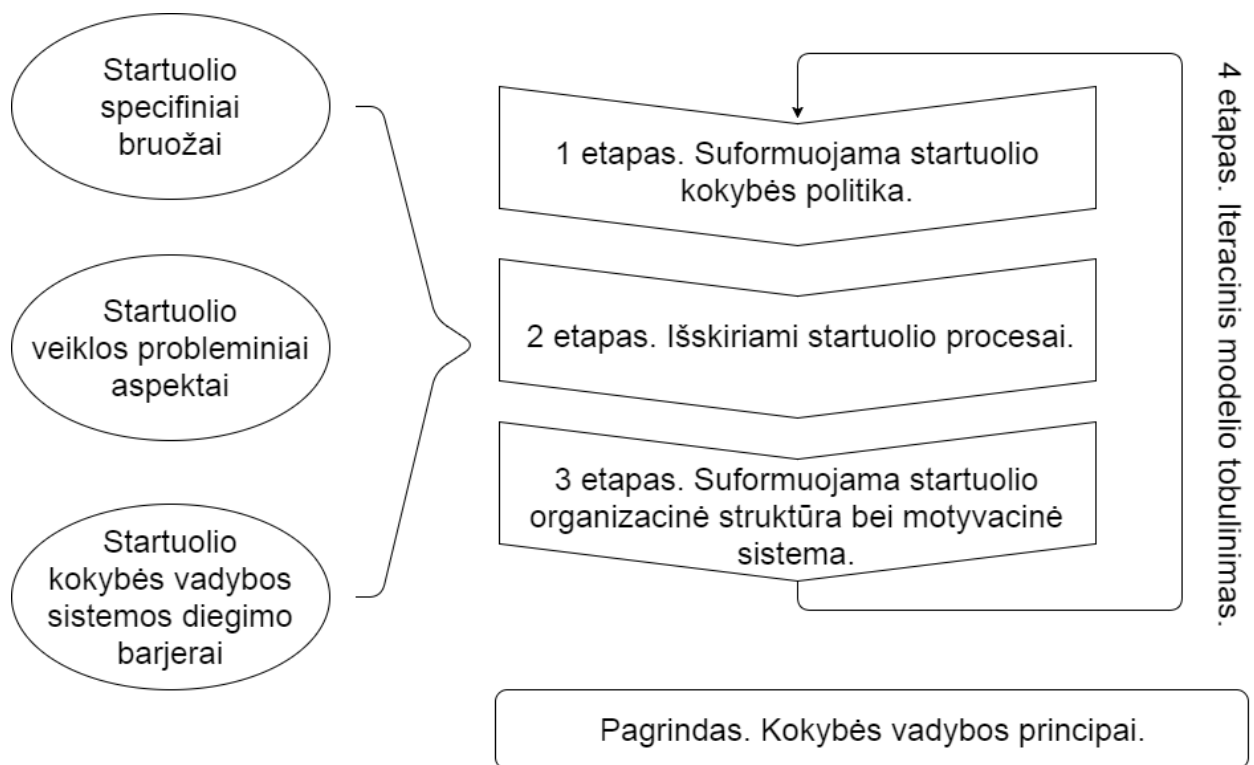 Startuolio
specifiniai
bruožai
Startuolio
veiklos probleminiai
aspektai
Startuolio
kokybės vadybos
sistemos diegimo
barjerai
1 etapas. Suformuojama startuolio
kokybės politika.
2 etapas. Išskiriami startuolio procesai.
3 etapas. Suformuojama startuolio
organizacinė struktūra bei motyvacinė
sistema.
4 etapas. Iteracinis modelio tobulinimas.
Pagrindas. Kokybės vadybos principai.